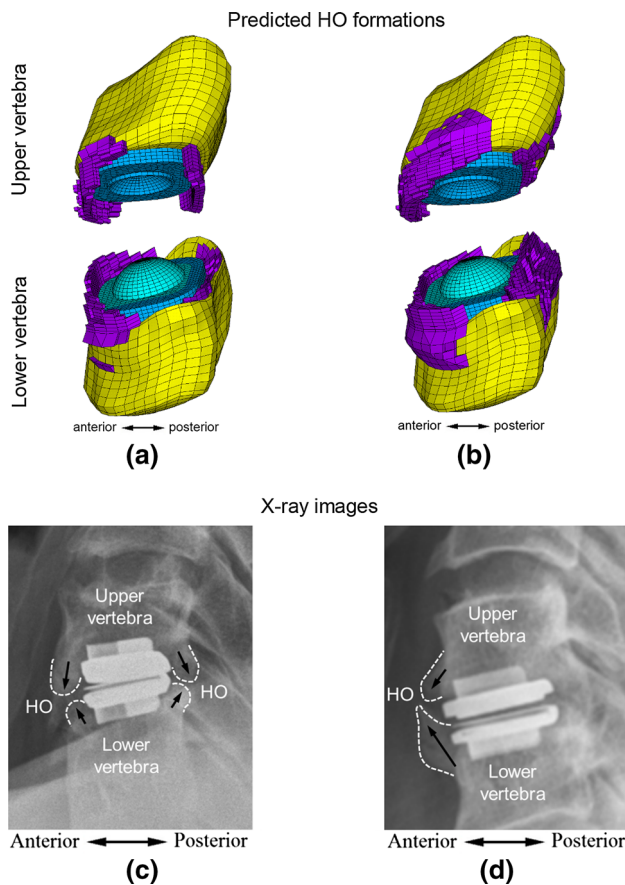 Predicted HO formations
Upper vertebra
Lower vertebra
anterior posterior
anterior posterior
(a)
(b)
X-ray images
Upper
vertebra
HO
HO
Lower
vertebra
Upper
vertebra
HO
Lower
vertebra
Anterior Posterior
Anterior Posterior
(c)
(d)